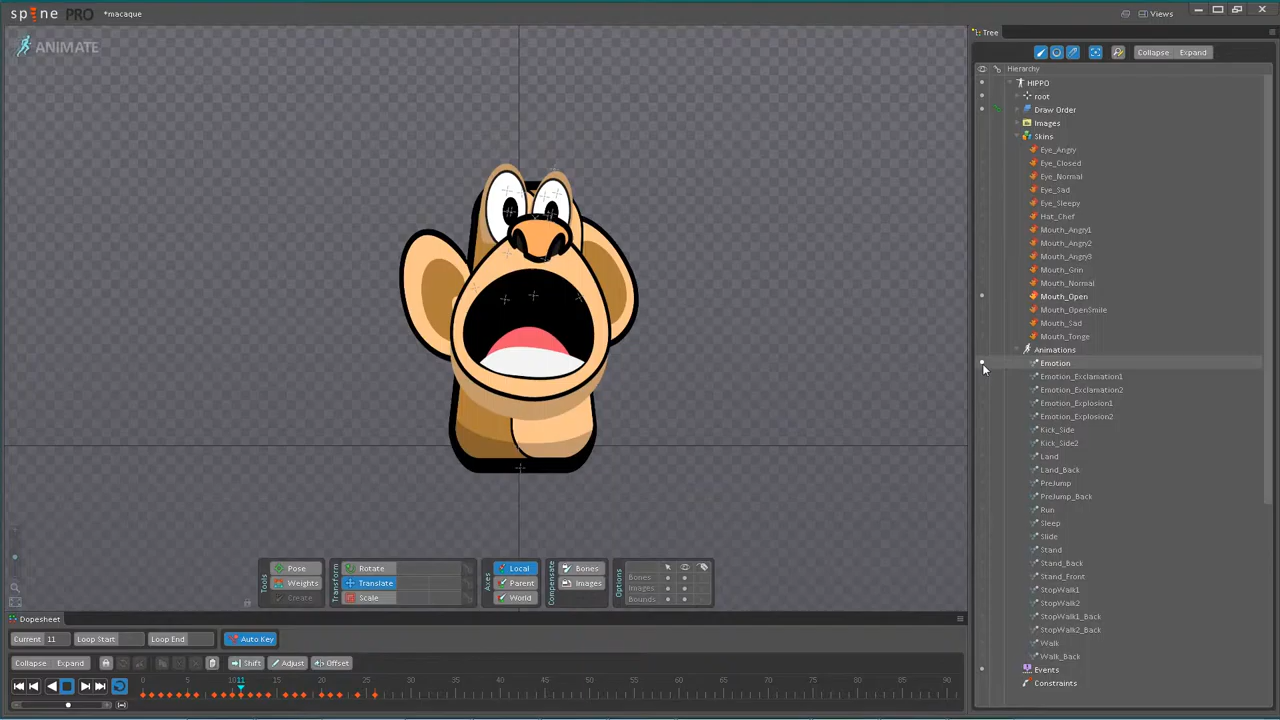 spine PRO *macaque Views
ANIMATE
Tree
Collapse Expand
Hierarchy
HIPPO
root
Draw Order
Images
Skins
Eye_Angry
Eye_Closed
Eye_Normal
Eye_Sad
Eye_Sleepy
Hat_Chef
Mouth_Angry1
Mouth_Angry2
Mouth_Angry3
Mouth_Grin
Mouth_Normal
Mouth_Open
Mouth_OpenSmile
Mouth_Sad
Mouth_Tonge
Animations
Emotion
Emotion_Exclamation1
Emotion_Exclamation2
Emotion_Explosion1
Emotion_Explosion2
Kick_Side
Kick_Side2
Land
Land_Back
PreJump
PreJump_Back
Run
Sleep
Slide
Stand
Stand_Back
Stand_Front
StopWalk1
StopWalk2
StopWalk1_Back
StopWalk2_Back
Walk
Walk_Back
Events
Constraints
Tools
Pose
Weights
Create
Transform
Rotate
Translate
Scale
Axes
Local
Parent
World
Compensate
Bones
Images
Options
Bones
Images
Bounds
Dopesheet
Current 11 Loop Start Loop End Auto Key
Collapse Expand Shift Adjust Offset
0 5 10 11 15 20 25 30 35 40 45 50 55 60 65 70 75 80 85 90